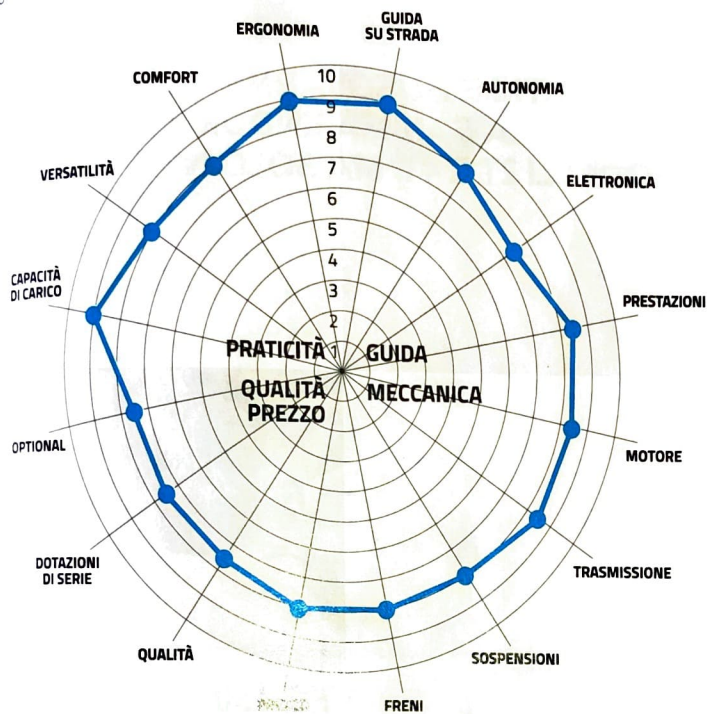 ERGONOMIA
GUIDA
SU STRADA
COMFORT
AUTONOMIA
VERSATILITÀ
ELETTRONICA
CAPACITÀ
DI CARICO
PRESTAZIONI
10
9
8
7
6
5
4
3
2
1
PRATICITÀ
GUIDA
QUALITÀ
PREZZO
MECCANICA
OPTIONAL
MOTORE
DOTAZIONI
DI SERIE
TRASMISSIONE
QUALITÀ
SOSPENSIONI
FRENI